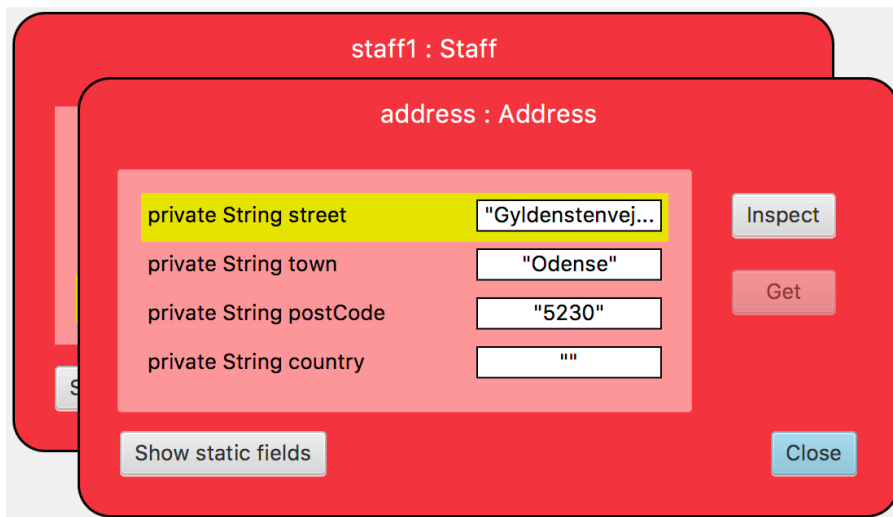 staff1 : Staff
address : Address
private String street "Gyldenstenvej...
Inspect
private String town "Odense"
Get
private String postCode "5230"
private String country ""
Show static fields
Close